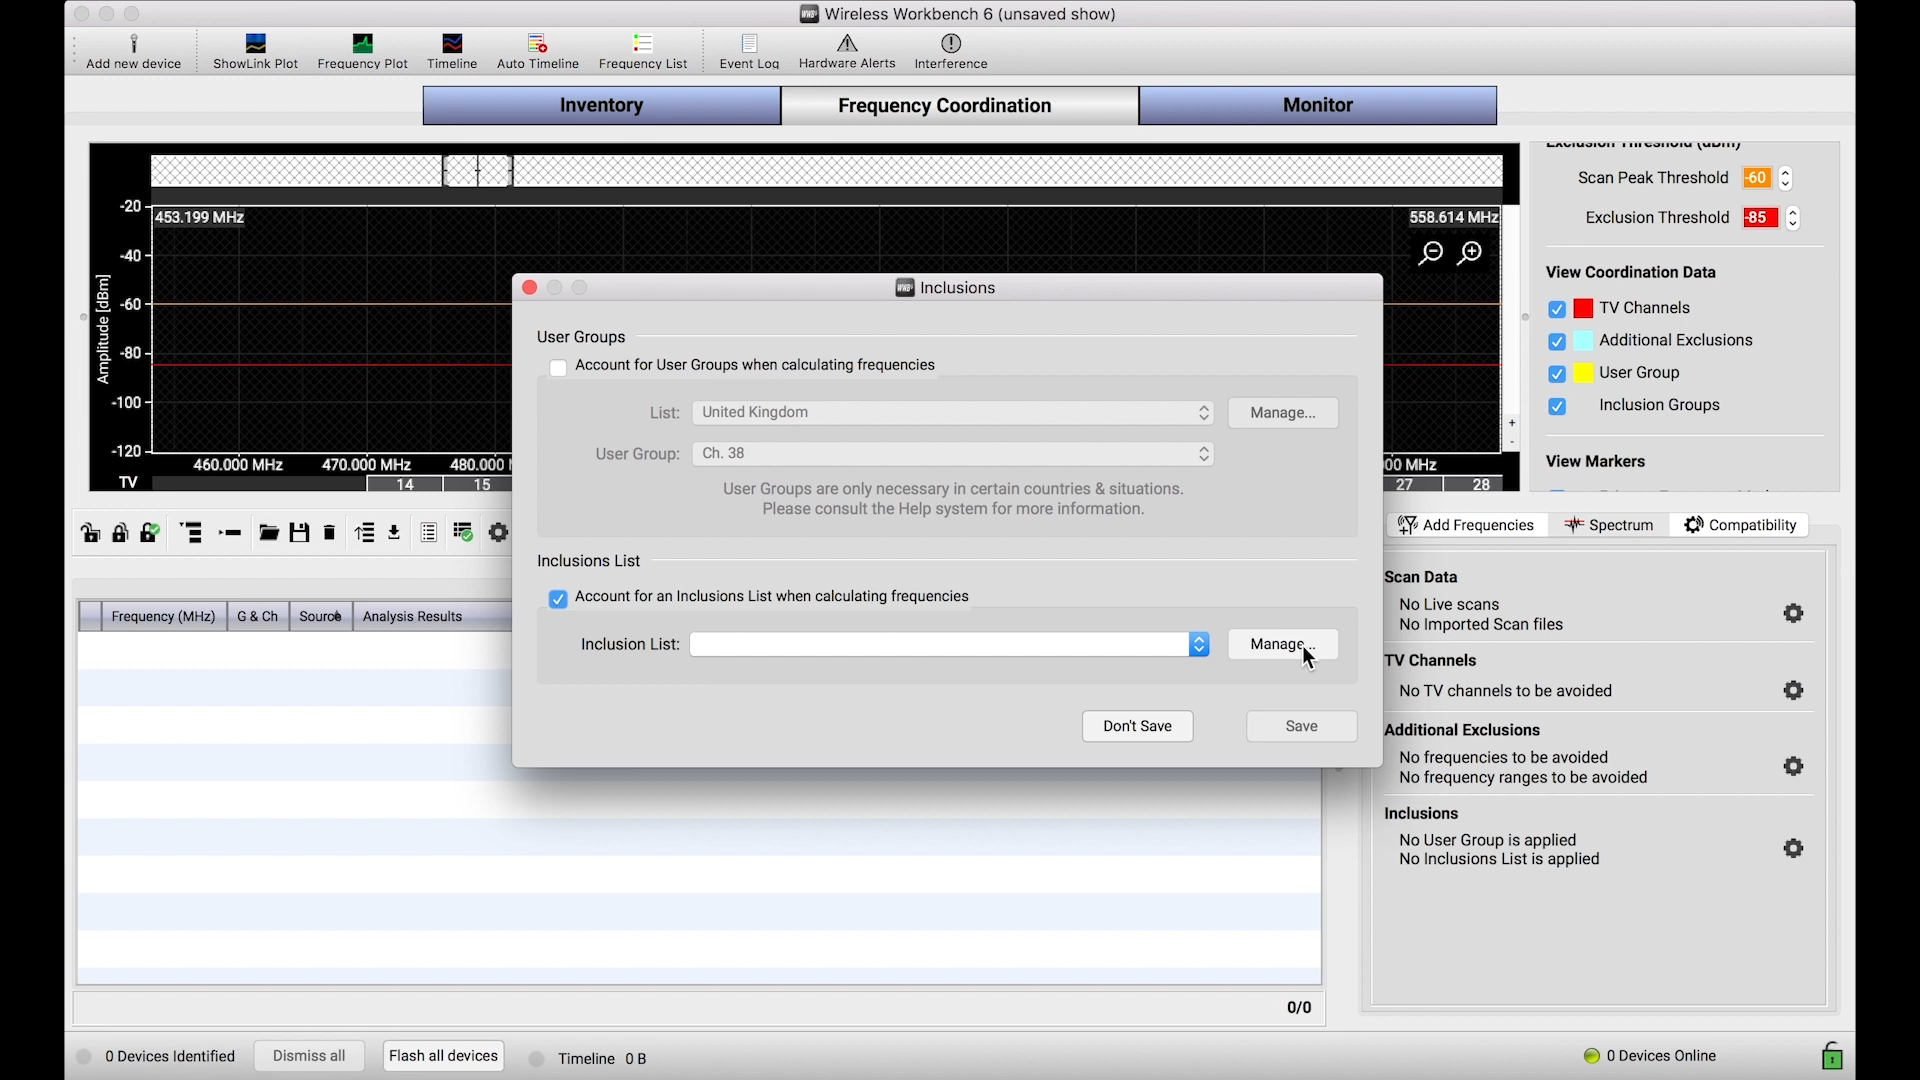 Wireless Workbench 6 (unsaved show)
Add new device
ShowLink Plot
Frequency Plot
Timeline
Auto Timeline
Frequency List
Event Log
Hardware Alerts
Interference
Inventory
Frequency Coordination
Monitor
Exclusion Threshold (dBm)
Scan Peak Threshold -60
Exclusion Threshold -85
View Coordination Data
TV Channels
Additional Exclusions
User Group
Inclusion Groups
View Markers
Amplitude [dBm]
-20
-40
-60
-80
-100
-120
453.199 MHz
558.614 MHz
460.000 MHz
470.000 MHz
480.000
00 MHz
TV
14
15
27
28
+
-
Inclusions
User Groups
Account for User Groups when calculating frequencies
List: United Kingdom
Manage...
User Group: Ch. 38
User Groups are only necessary in certain countries & situations.
Please consult the Help system for more information.
Inclusions List
Account for an Inclusions List when calculating frequencies
Inclusion List:
Manage...
Don't Save
Save
Frequency (MHz)
G & Ch
Source
Analysis Results
Add Frequencies
Spectrum
Compatibility
Scan Data
No Live scans
No Imported Scan files
TV Channels
No TV channels to be avoided
Additional Exclusions
No frequencies to be avoided
No frequency ranges to be avoided
Inclusions
No User Group is applied
No Inclusions List is applied
0/0
0 Devices Identified
Dismiss all
Flash all devices
Timeline 0 B
0 Devices Online